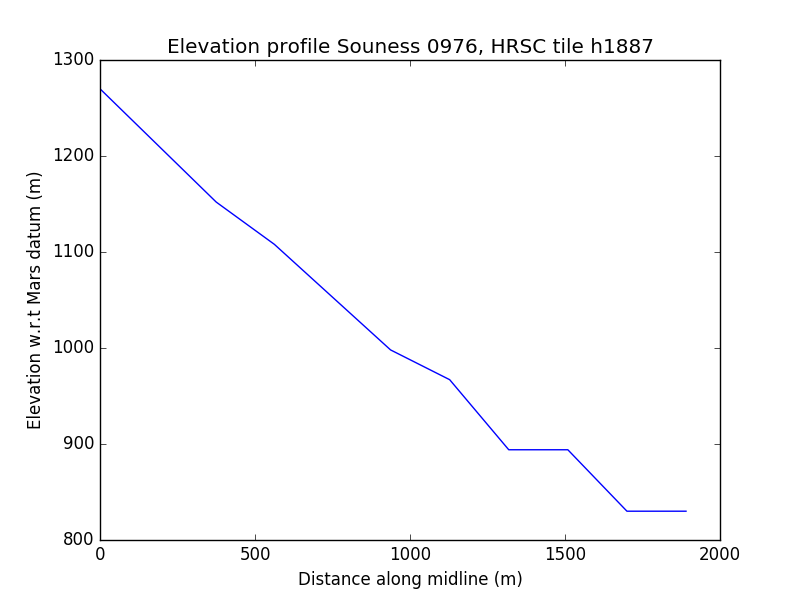 Elevation profile Souness 0976, HRSC tile h1887
Elevation w.r.t Mars datum (m)
1300
1200
1100
1000
900
800
0 500 1000 1500 2000
Distance along midline (m)